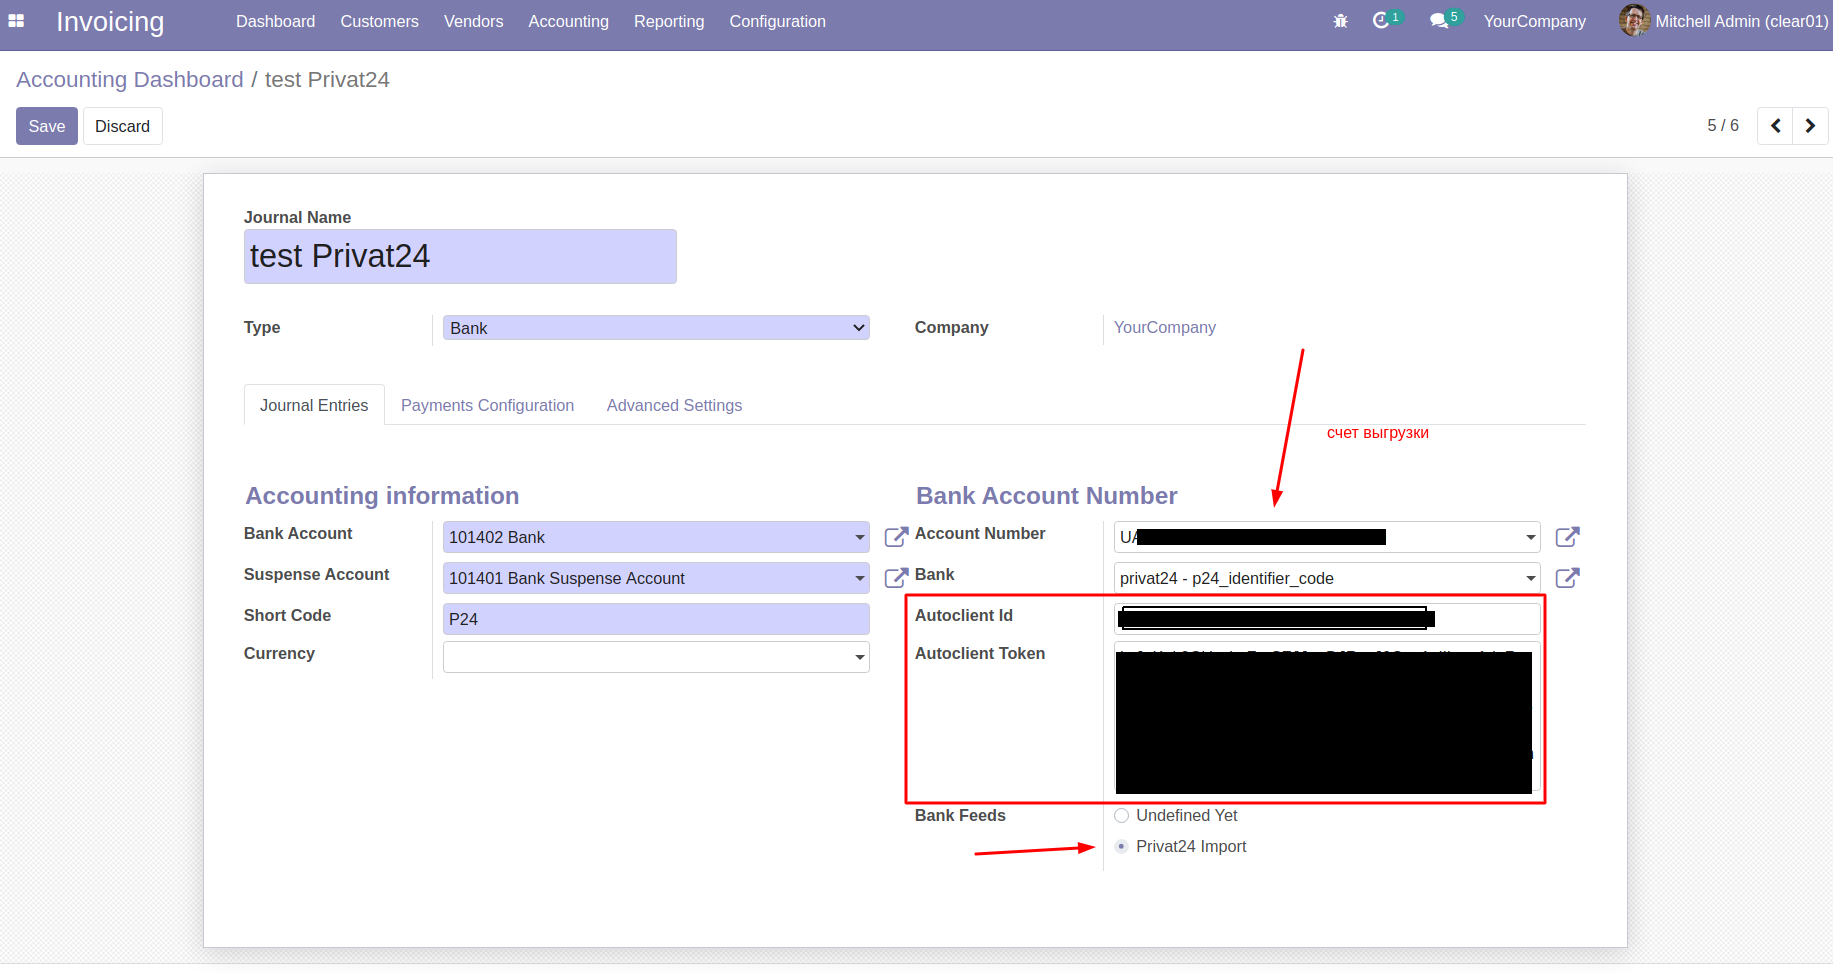 Invoicing
Dashboard Customers Vendors Accounting Reporting Configuration
1 5 YourCompany Mitchell Admin (clear01)
Accounting Dashboard / test Privat24
Save Discard
5 / 6
Journal Name
test Privat24
Type Bank
Company YourCompany
Journal Entries Payments Configuration Advanced Settings
счет выгрузки
Accounting information
Bank Account 101402 Bank
Suspense Account 101401 Bank Suspense Account
Short Code P24
Currency
Bank Account Number
Account Number UA
Bank privat24 - p24_identifier_code
Autoclient Id
Autoclient Token
Bank Feeds Undefined Yet
Privat24 Import